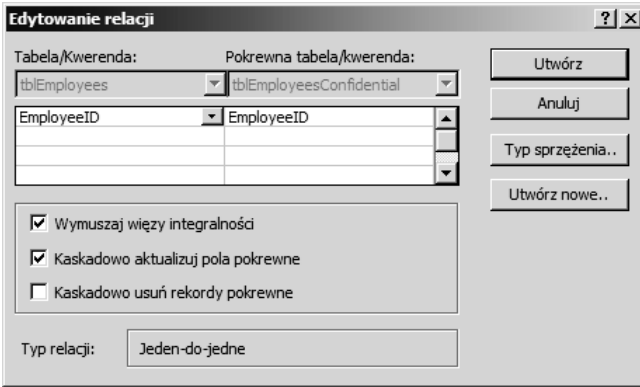 Edytowanie relacji
Tabela/Kwerenda: Pokrewna tabela/kwerenda:
tblEmployees tblEmployeesConfidential
EmployeeID EmployeeID
Utwórz
Anuluj
Typ sprzężenia..
Utwórz nowe..
Wymuszaj więzy integralności
Kaskadowo aktualizuj pola pokrewne
Kaskadowo usuń rekordy pokrewne
Typ relacji: Jeden-do-jedne